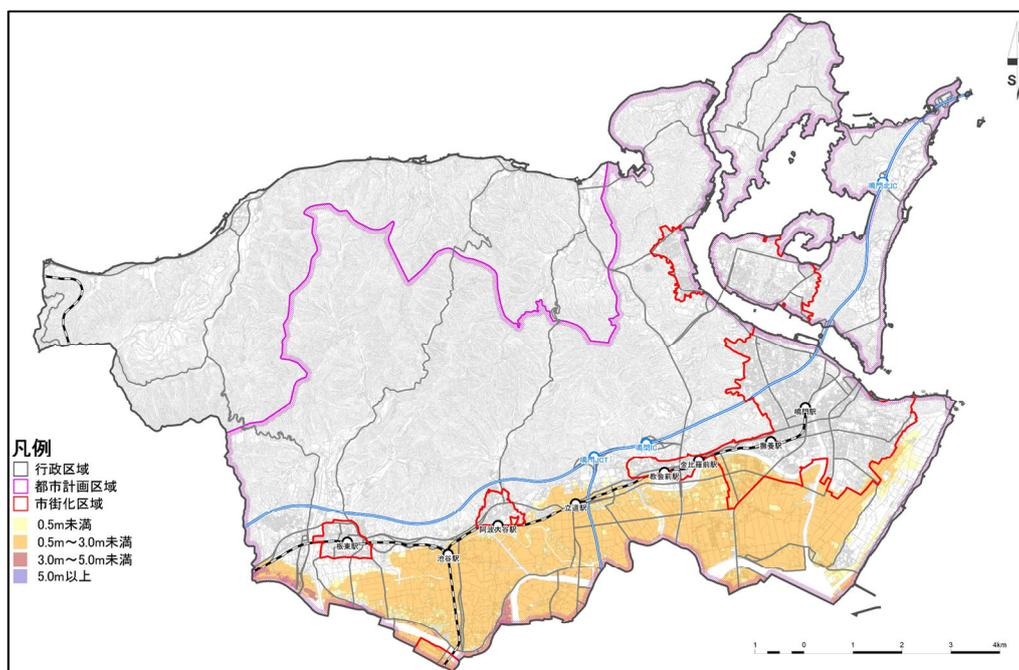 S
鳴門北IC
鳴門駅
撫養駅
鳴門IC
金比羅前駅
鳴門JCT
教会前駅
立道駅
阿波大谷駅
板東駅
池谷駅
凡例
行政区域
都市計画区域
市街化区域
0.5m未満
0.5m～3.0m未満
3.0m～5.0m未満
5.0m以上
1 0 1 2 3 4km